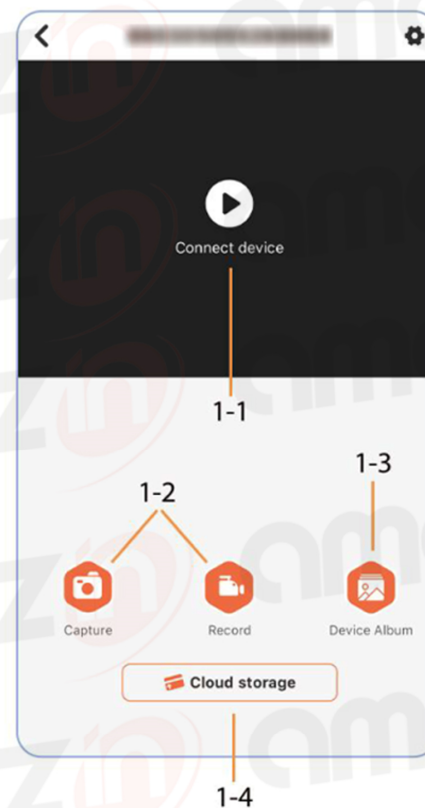 Connect device
1-1
1-3
1-2
Capture
Record
Device Album
Cloud storage
1-4